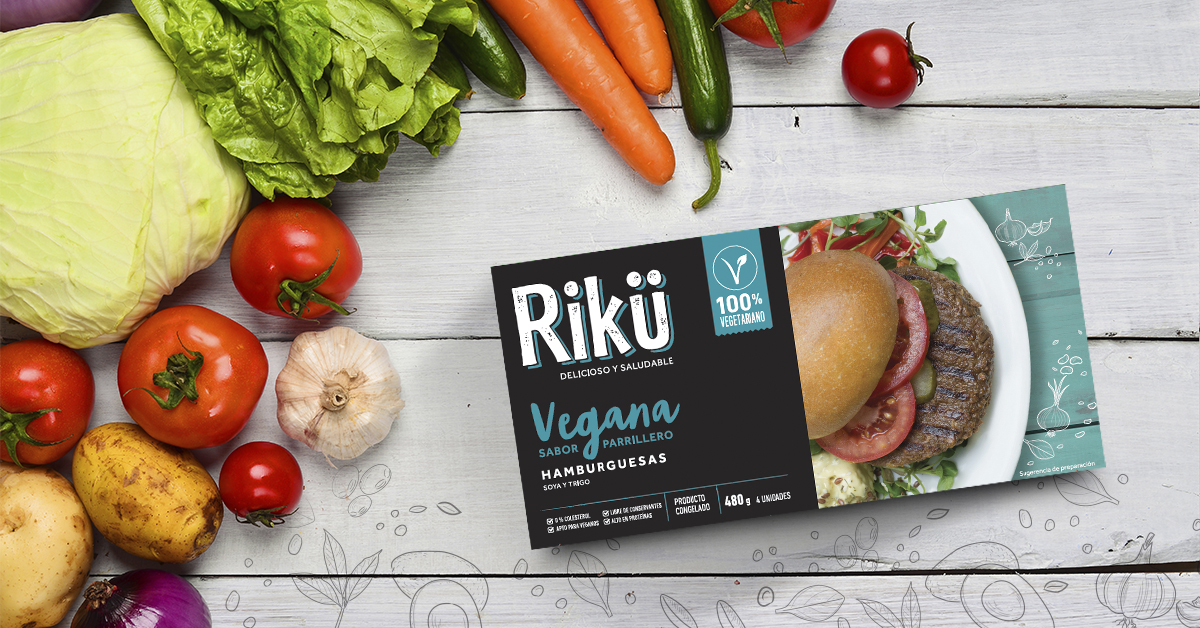 Rikü
DELICIOSO Y SALUDABLE
100%
VEGETARIANO
Vegana
SABOR PARRILLERO
HAMBURGUESAS
SOYA Y TRIGO
0 % COLESTEROL
LIBRE DE CONSERVANTES
APTO PARA VEGANOS
ALTO EN PROTEINAS
PRODUCTO
CONGELADO
480 g 4 UNIDADES
Sugerencia de preparación